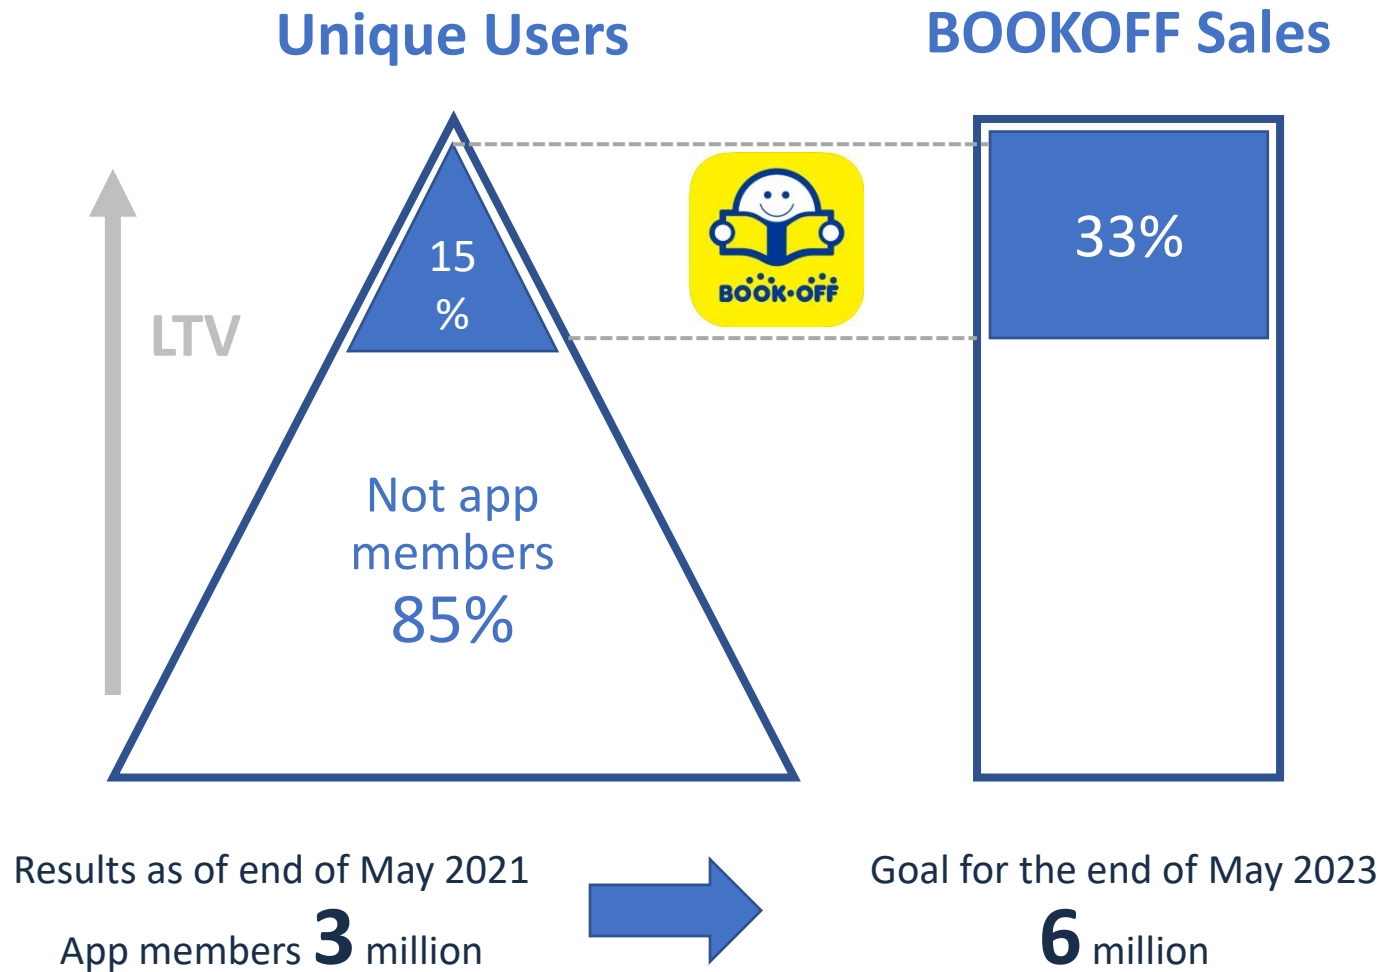 Unique Users
BOOKOFF Sales
LTV
15
%
BOOK·OFF
33%
Not app
members
85%
Results as of end of May 2021
App members 3 million
Goal for the end of May 2023
6 million